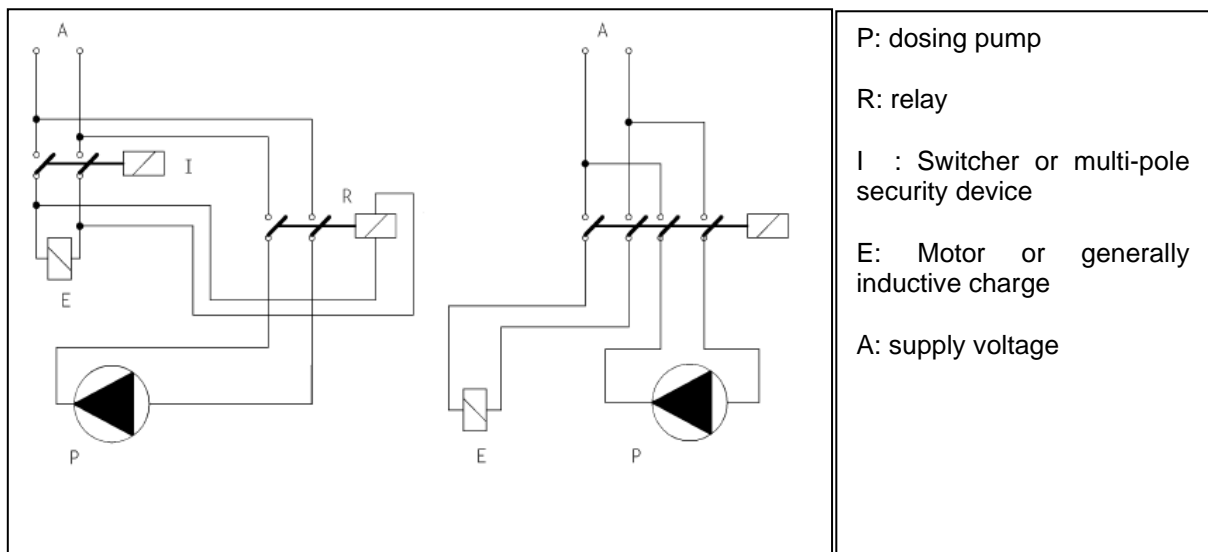 A
I
R
E
P
A
E
P
P: dosing pump
R: relay
I : Switcher or multi-pole
security device
E: Motor or generally
inductive charge
A: supply voltage